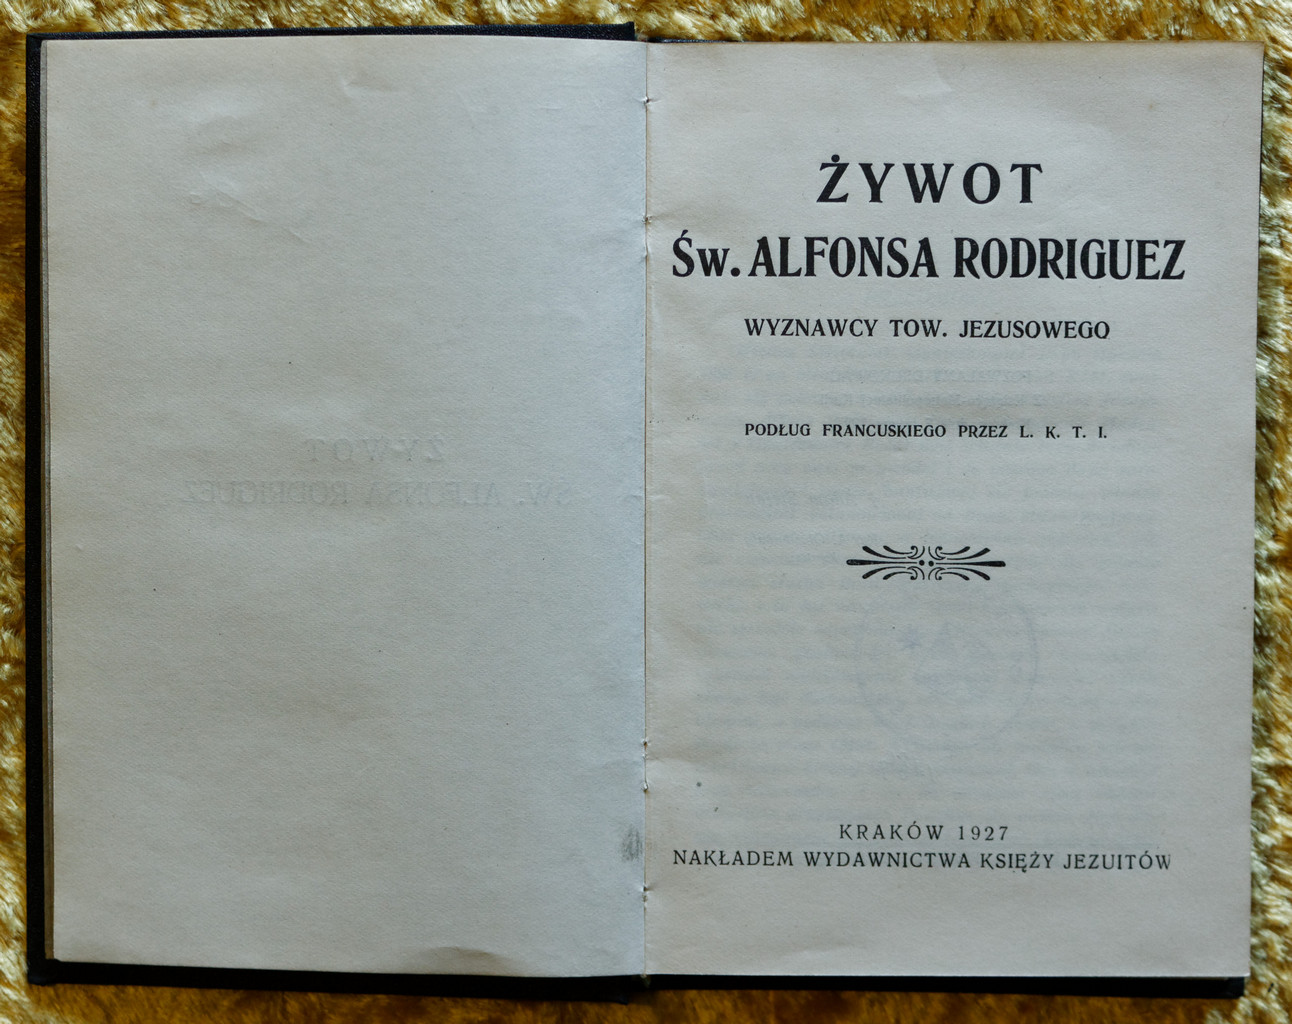 ŻYWOT
Św. ALFONSA RODRIGUEZ
WYZNAWCY TOW. JEZUSOWEGO
PODŁUG FRANCUSKIEGO PRZEZ L. K. T. I.
KRAKÓW 1927
NAKŁADEM WYDAWNICTWA KSIĘŻY JEZUITÓW